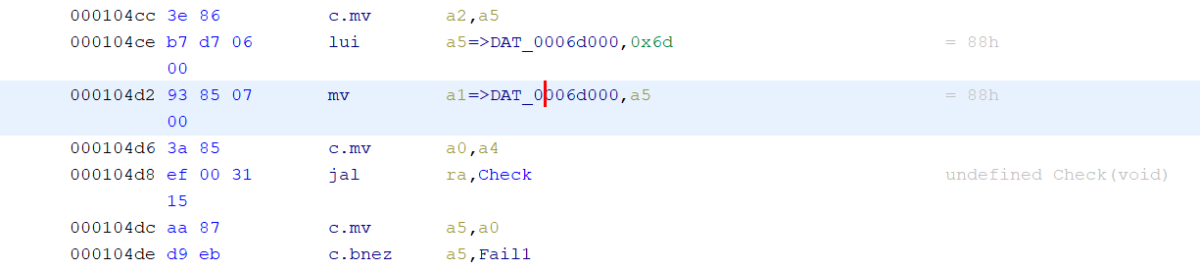 000104cc 3e 86 c.mv a2,a5
000104ce b7 d7 06 lui a5=>DAT_0006d000,0x6d = 88h
00
000104d2 93 85 07 mv a1=>DAT_0006d000,a5 = 88h
00
000104d6 3a 85 c.mv a0,a4
000104d8 ef 00 31 jal ra,Check undefined Check(void)
15
000104dc aa 87 c.mv a5,a0
000104de d9 eb c.bnez a5,Fail1